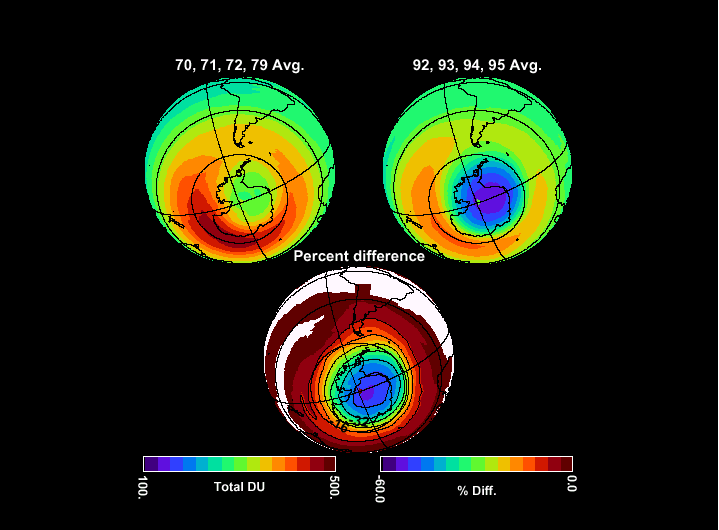 70, 71, 72, 79 Avg.
92, 93, 94, 95 Avg.
Percent difference
100.
Total DU
500.
-60.0
% Diff.
0.0